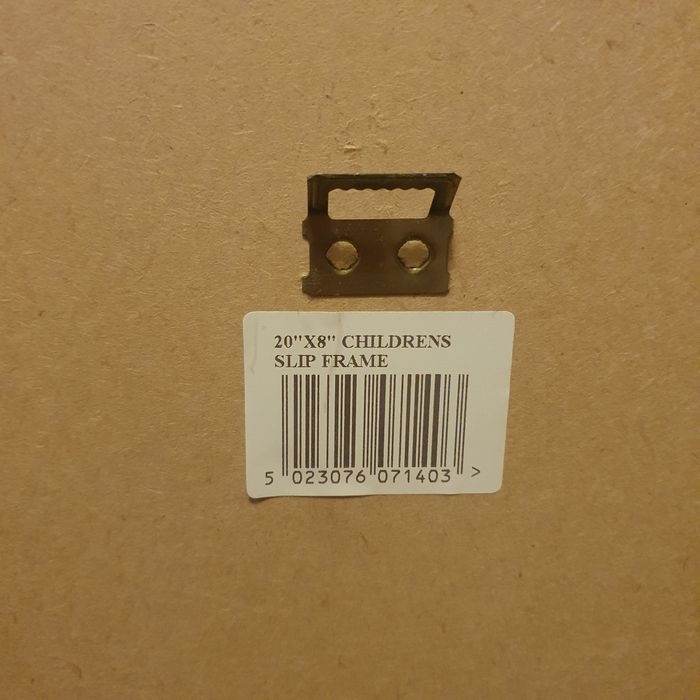 20"X8" CHILDRENS
SLIP FRAME
5 023076 071403 >